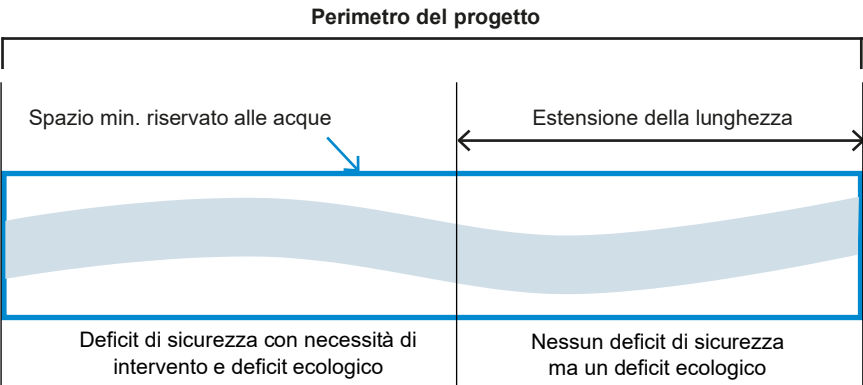 Perimetro del progetto
Spazio min. riservato alle acque
Estensione della lunghezza
Deficit di sicurezza con necessità di
intervento e deficit ecologico
Nessun deficit di sicurezza
ma un deficit ecologico